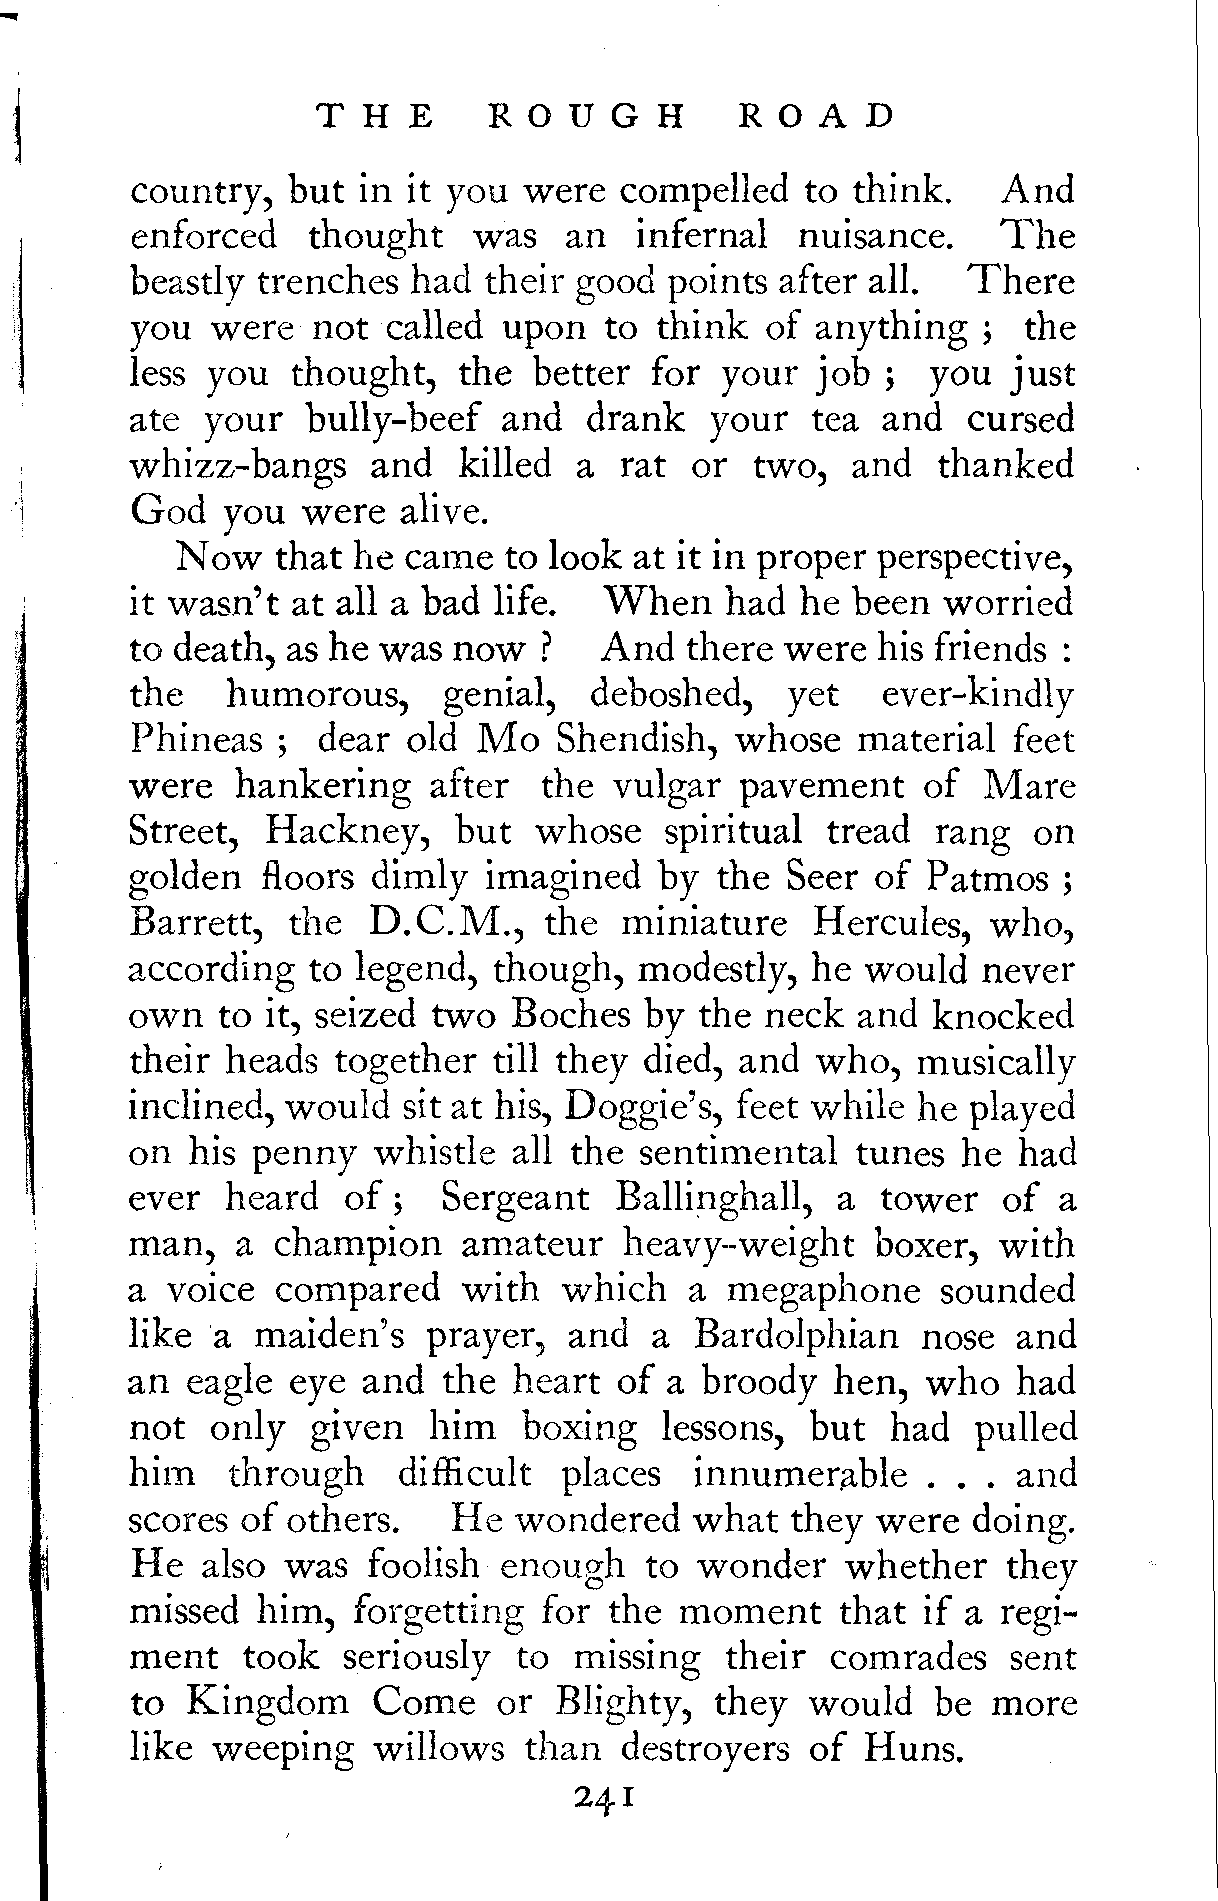 THE ROUGH ROAD
country, but in it you were compelled to think. And
enforced thought was an infernal nuisance. The
beastly trenches had their good points after all. There
you were not called upon to think of anything ; the
less you thought, the better for your job ; you just
ate your bully-beef and drank your tea and cursed
whizz-bangs and killed a rat or two, and thanked
God you were alive.
Now that he came to look at it in proper perspective,
it wasn't at all a bad life. When had he been worried
to death, as he was now ? And there were his friends :
the humorous, genial, deboshed, yet ever-kindly
Phineas ; dear old Mo Shendish, whose material feet
were hankering after the vulgar pavement of Mare
Street, Hackney, but whose spiritual tread rang on
golden floors dimly imagined by the Seer of Patmos ;
Barrett, the D.C.M., the miniature Hercules, who,
according to legend, though, modestly, he would never
own to it, seized two Boches by the neck and knocked
their heads together till they died, and who, musically
inclined, would sit at his, Doggie's, feet while he played
on his penny whistle all the sentimental tunes he had
ever heard of ; Sergeant Ballinghall, a tower of a
man, a champion amateur heavy-weight boxer, with
a voice compared with which a megaphone sounded
like a maiden's prayer, and a Bardolphian nose and
an eagle eye and the heart of a broody hen, who had
not only given him boxing lessons, but had pulled
him through difficult places innumerable . . . and
scores of others. He wondered what they were doing.
He also was foolish enough to wonder whether they
missed him, forgetting for the moment that if a regi-
ment took seriously to missing their comrades sent
to Kingdom Come or Blighty, they would be more
like weeping willows than destroyers of Huns.
241